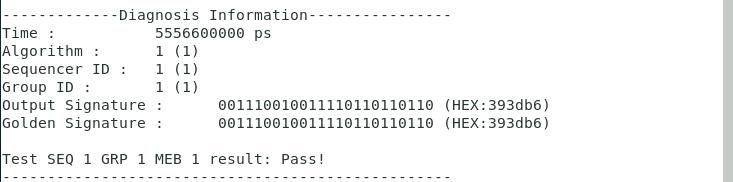 -------------Diagnosis Information----------------
Time :           5556600000 ps
Algorithm :      1 (1)
Sequencer ID :   1 (1)
Group ID :       1 (1)
Output Signature :      001110010011110110110110 (HEX:393db6)
Golden Signature :      001110010011110110110110 (HEX:393db6)
Test SEQ 1 GRP 1 MEB 1 result: Pass!
--------------------------------------------------